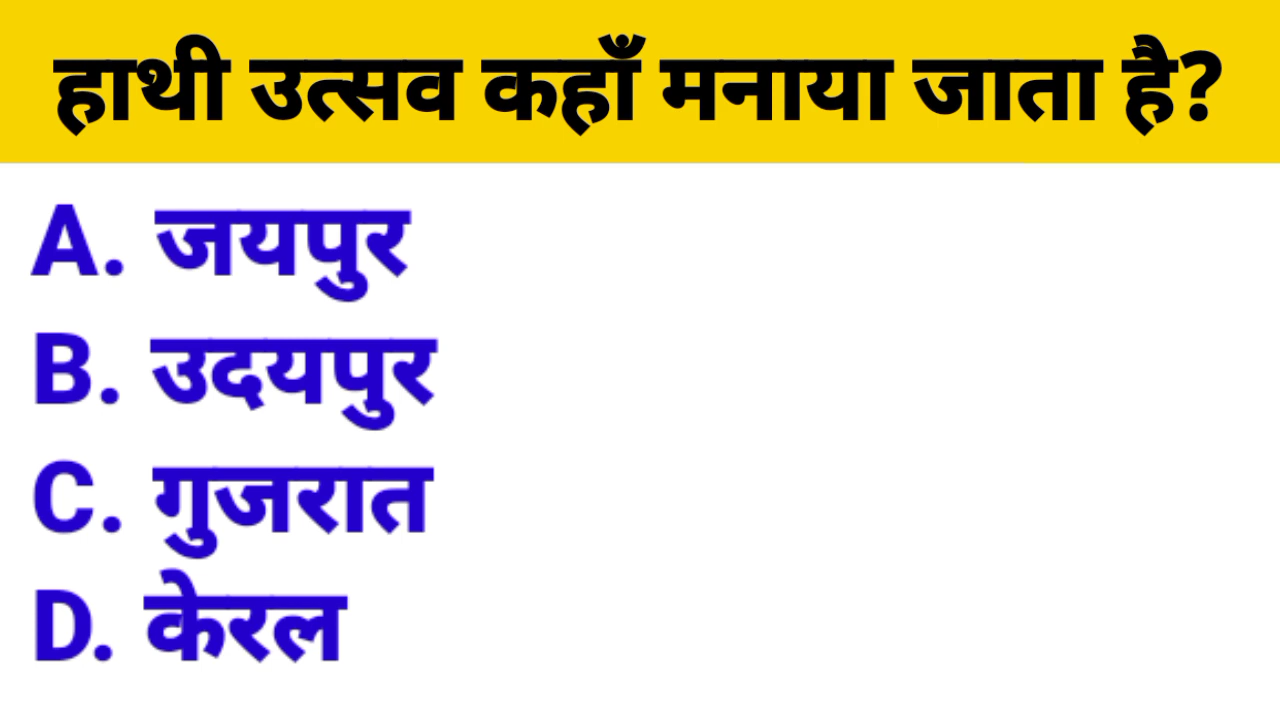 हाथी उत्सव कहाँ मनाया जाता है?
A. जयपुर
B. उदयपुर
C. गुजरात
D. केरल